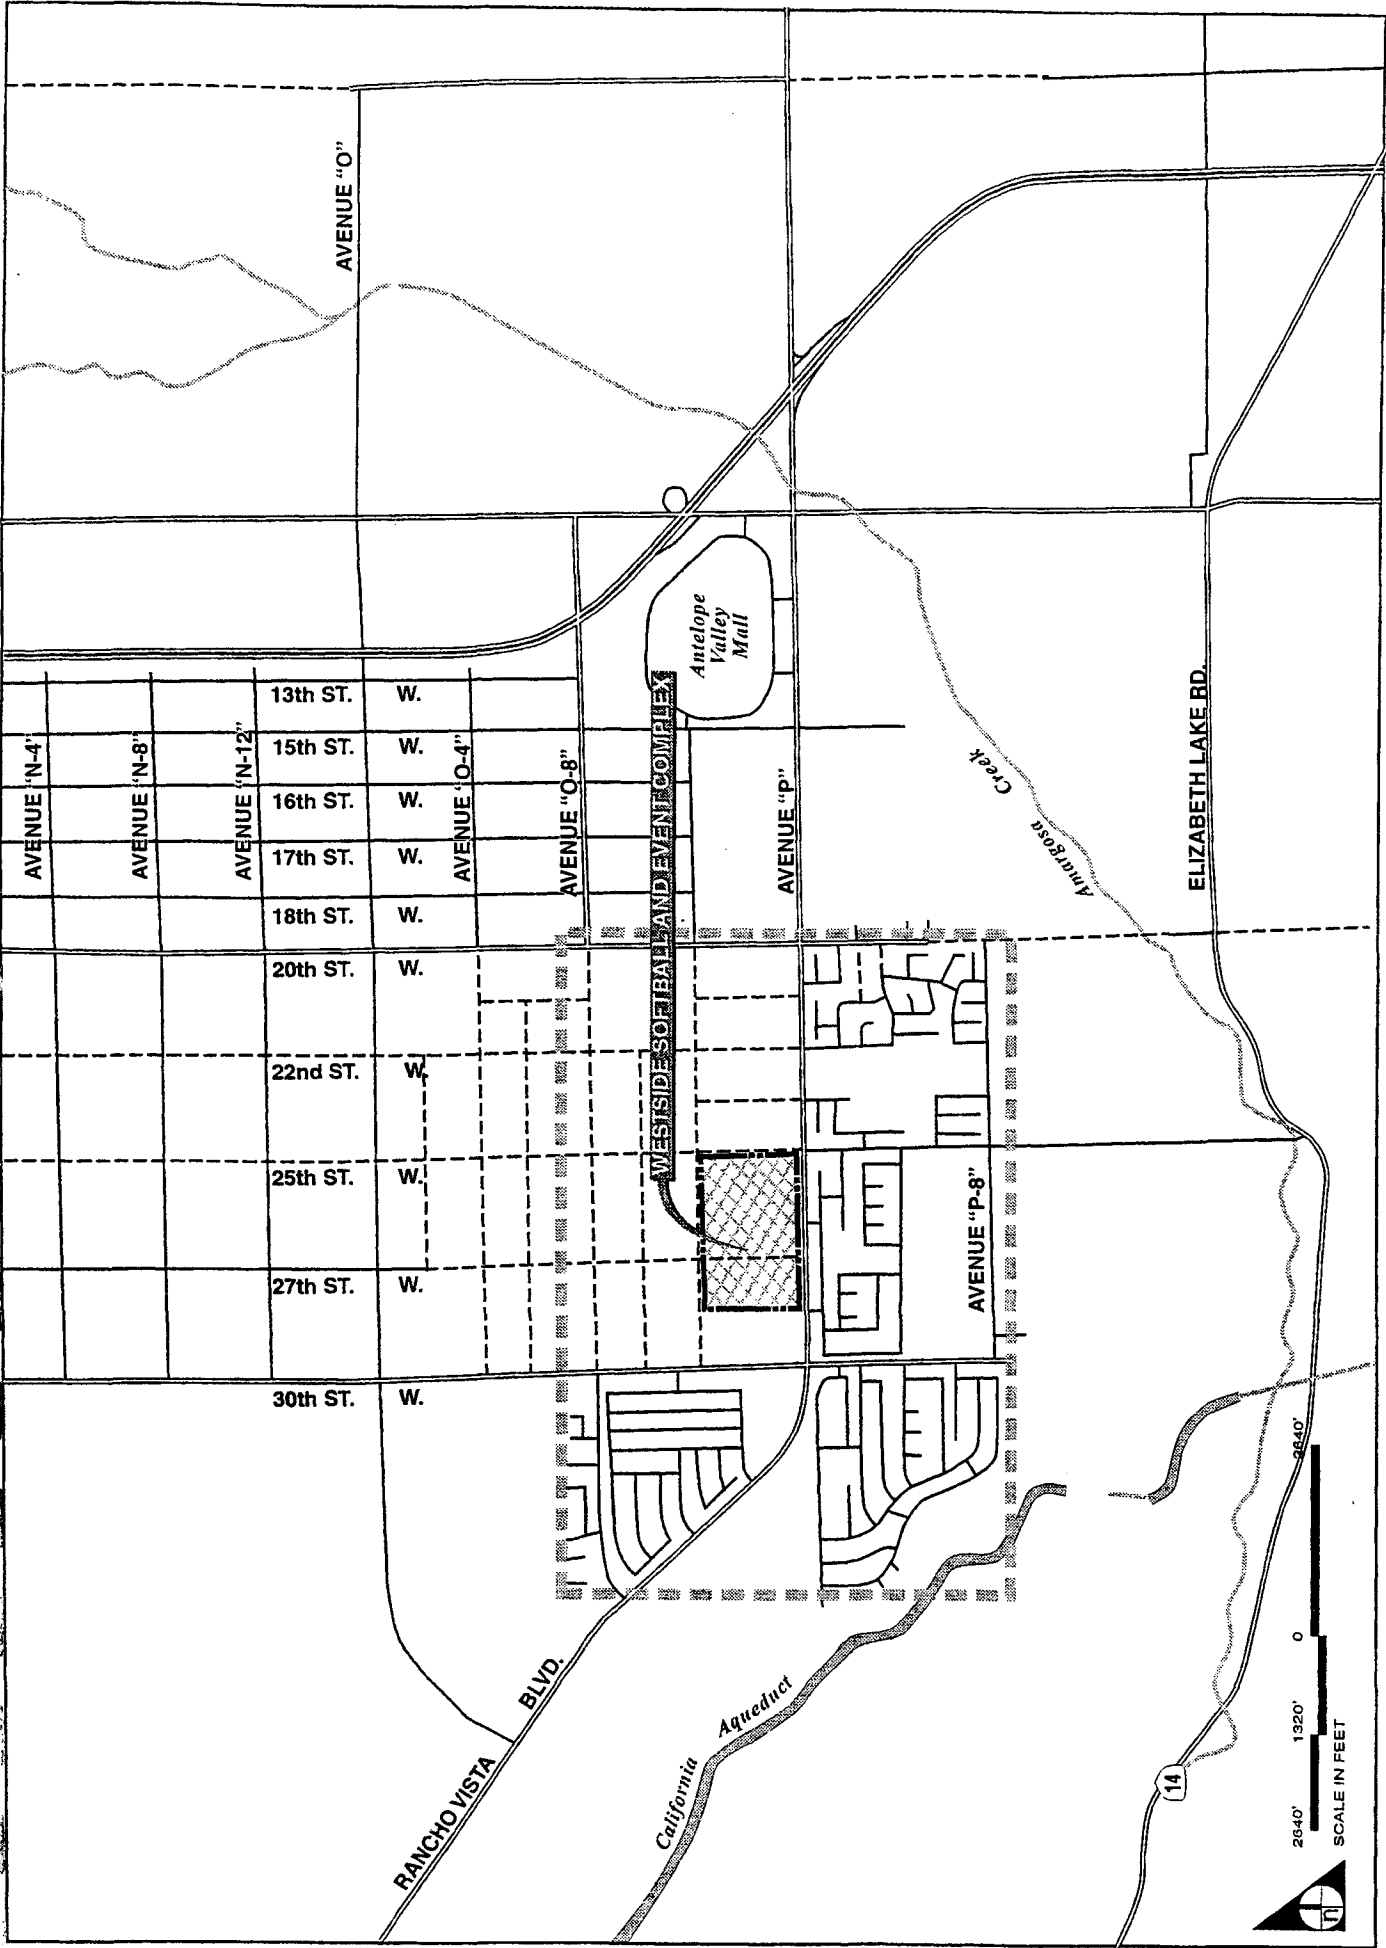 AVENUE "O"
AVENUE "N-4"
AVENUE "N-8"
AVENUE "N-12"
AVENUE "O-4"
AVENUE "O-8"
AVENUE "P"
13th ST. W.
15th ST. W.
16th ST. W.
17th ST. W.
18th ST. W.
20th ST. W.
22nd ST. W.
25th ST. W.
27th ST. W.
30th ST. W.
Antelope
Valley
Mall
WESTSIDE SOFTBALL AND EVENT COMPLEX
Amargosa Creek
ELIZABETH LAKE RD.
AVENUE "P-8"
RANCHO VISTA BLVD.
California Aqueduct
14
2640' 1320' 0 2640'
SCALE IN FEET
n